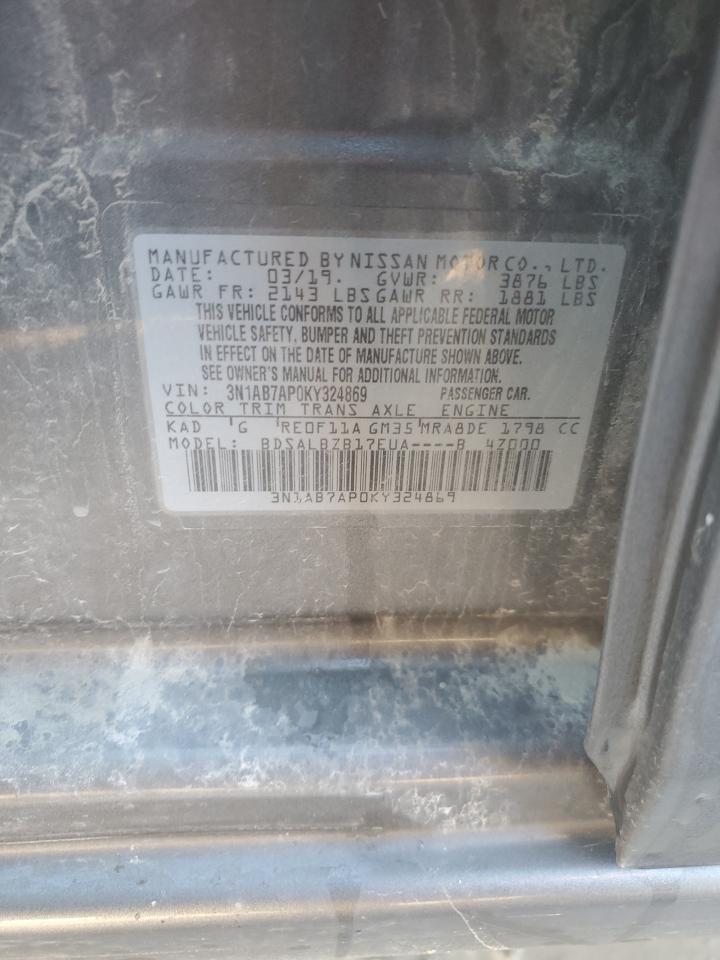 MANUFACTURED BY NISSAN MOTOR CO., LTD.
DATE: 03/19. GVWR: 3876 LBS
GAWR FR: 2143 LBS GAWR RR: 1881 LBS
THIS VEHICLE CONFORMS TO ALL APPLICABLE FEDERAL MOTOR
VEHICLE SAFETY, BUMPER AND THEFT PREVENTION STANDARDS
IN EFFECT ON THE DATE OF MANUFACTURE SHOWN ABOVE.
SEE OWNER'S MANUAL FOR ADDITIONAL INFORMATION.
VIN: 3N1AB7AP0KY324869 PASSENGER CAR.
COLOR TRIM TRANS AXLE ENGINE
KAD G RE0F11A GM35 MRA8DE 1798 CC
MODEL: BDSALBZB17EUA----B 4Z000
3N1AB7AP0KY324869